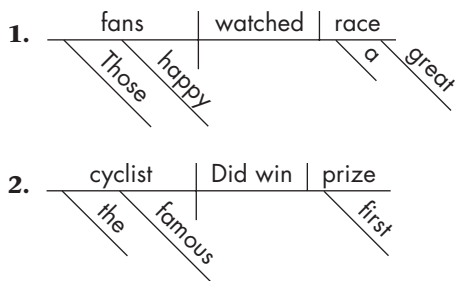 1. fans watched race
Those happy a great
2. cyclist Did win prize
the famous first